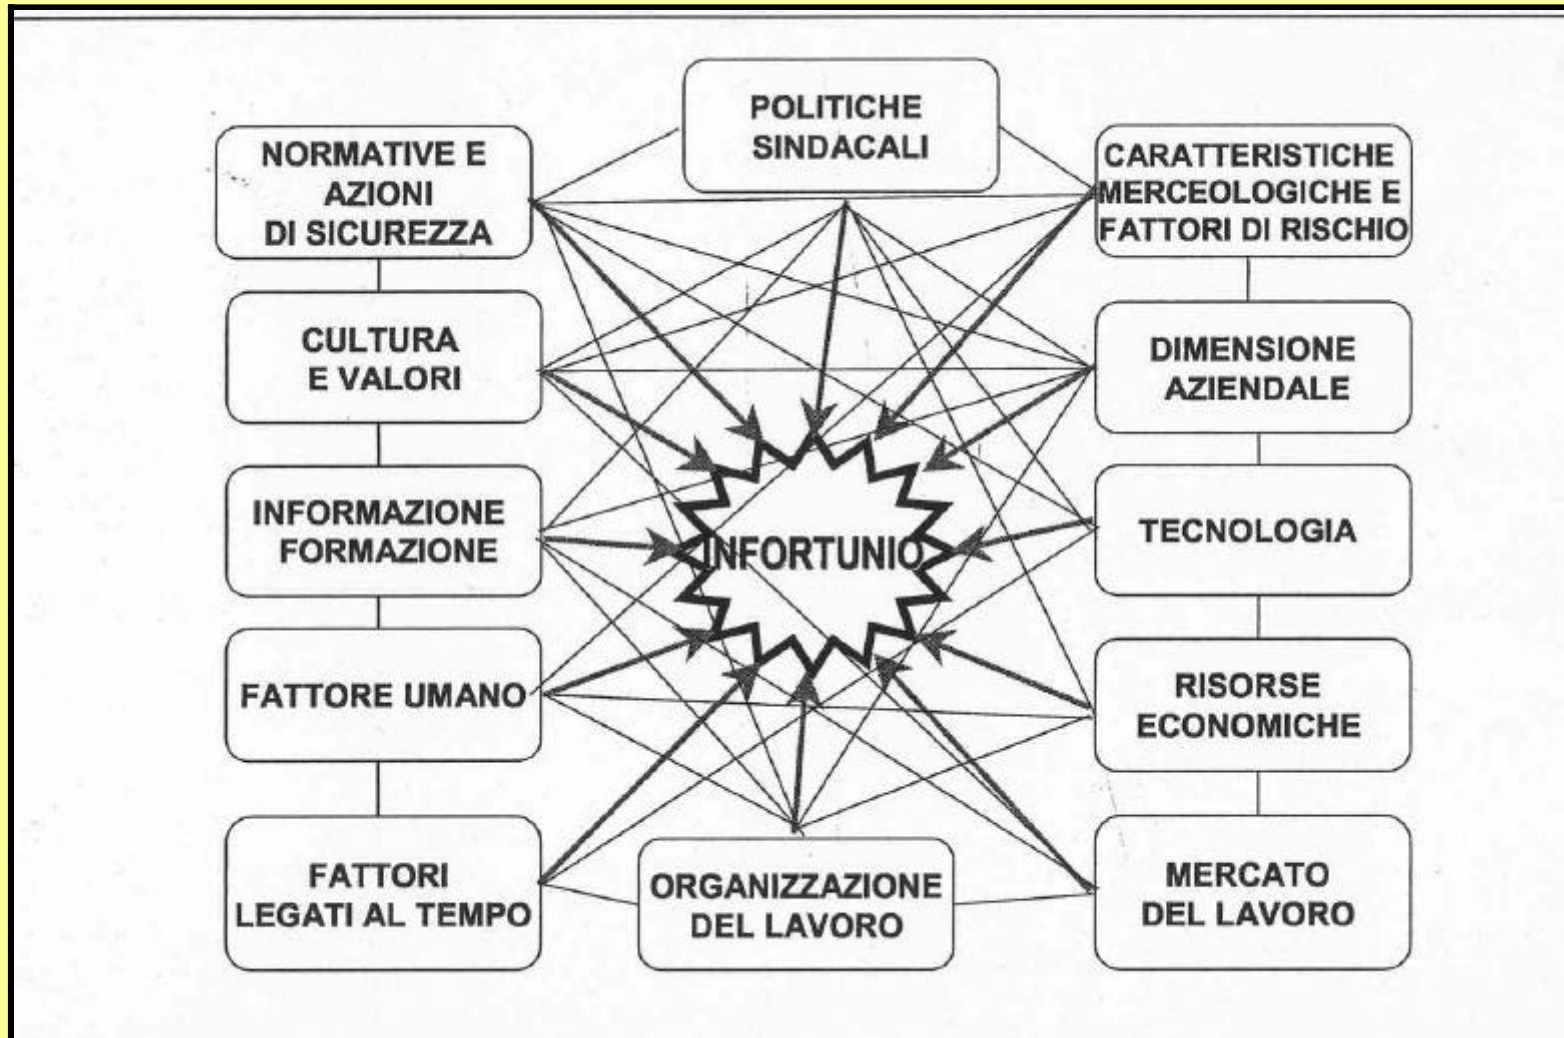 POLITICHE
SINDACALI
NORMATIVE E
AZIONI
DI SICUREZZA
CARATTERISTICHE
MERCEOLOGICHE E
FATTORI DI RISCHIO
CULTURA
E VALORI
DIMENSIONE
AZIENDALE
INFORMAZIONE
FORMAZIONE
INFORTUNIO
TECNOLOGIA
FATTORE UMANO
RISORSE
ECONOMICHE
FATTORI
LEGATI AL TEMPO
ORGANIZZAZIONE
DEL LAVORO
MERCATO
DEL LAVORO